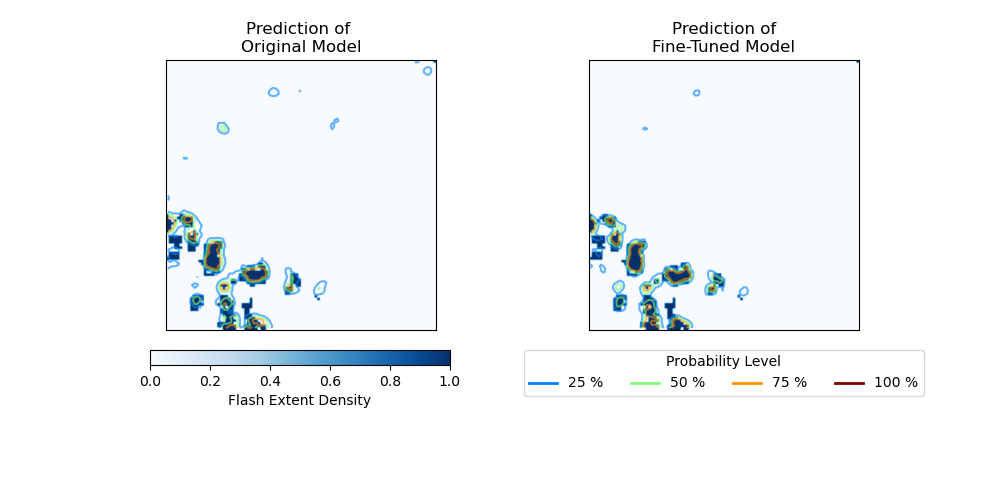 Prediction of
Original Model
Prediction of
Fine-Tuned Model
0.0 0.2 0.4 0.6 0.8 1.0
Flash Extent Density
Probability Level
25 % 50 % 75 % 100 %